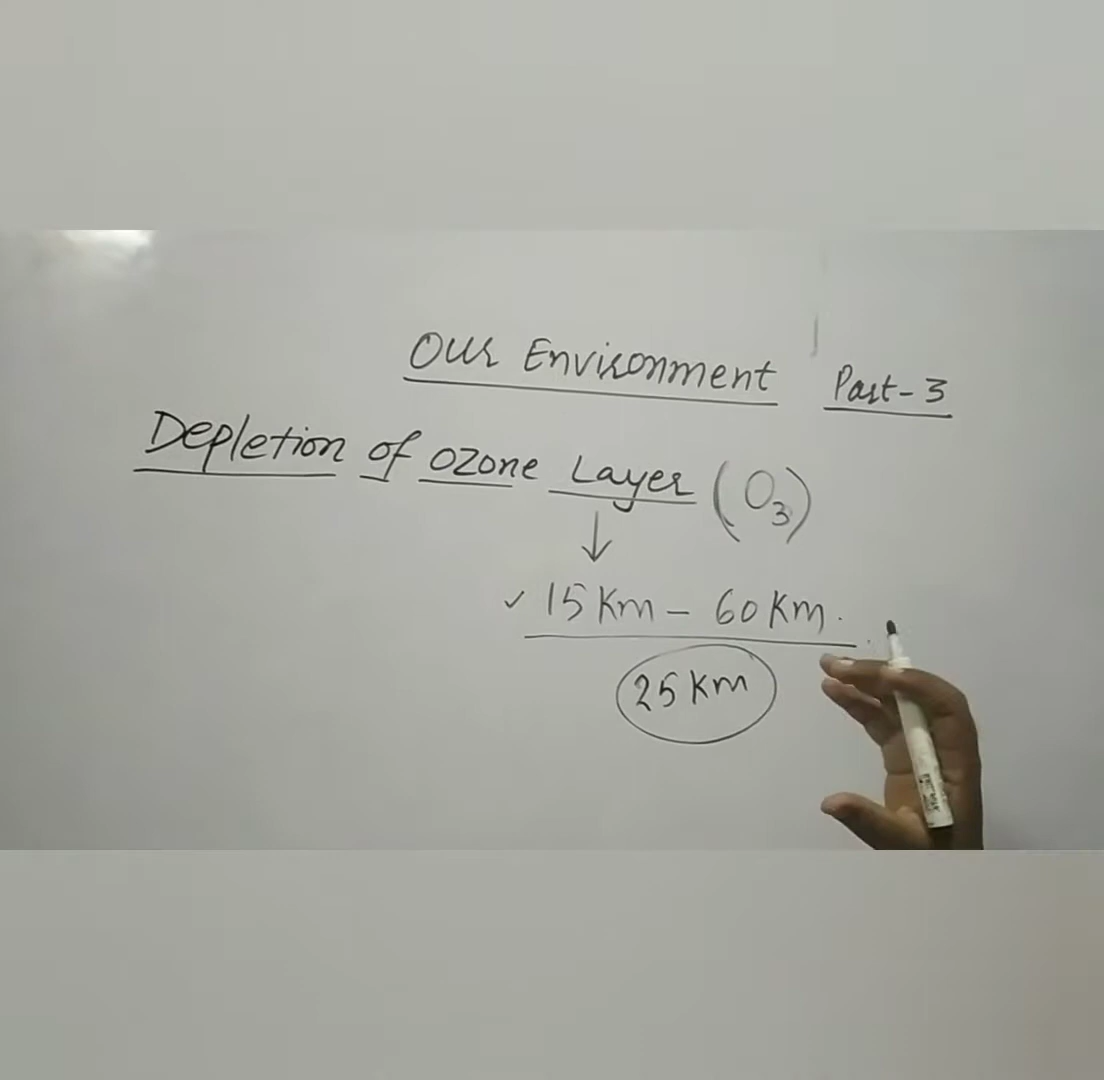 Our Environment Part-3
Depletion of Ozone Layer (O3)
↓
✓ 15 Km - 60 Km.
25 Km